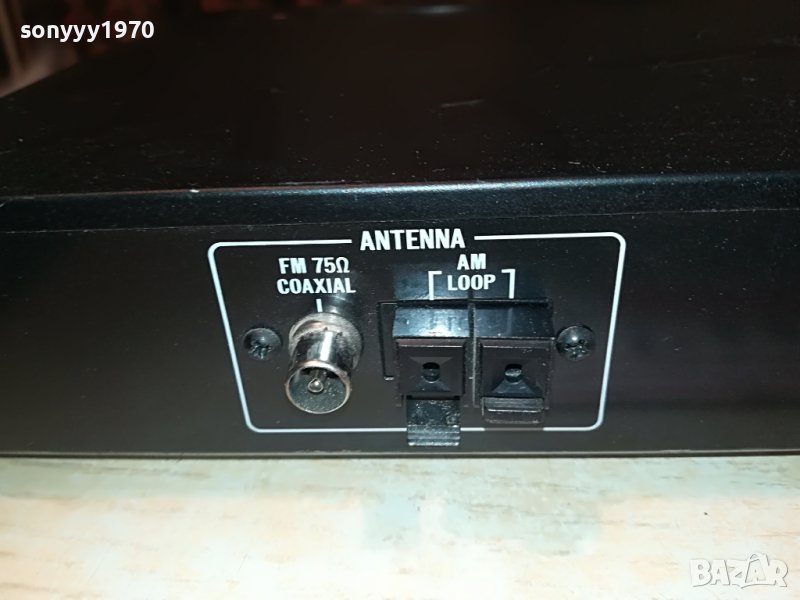 sonyyy1970
ANTENNA
FM 75Ω
COAXIAL
AM
LOOP
BAZAR